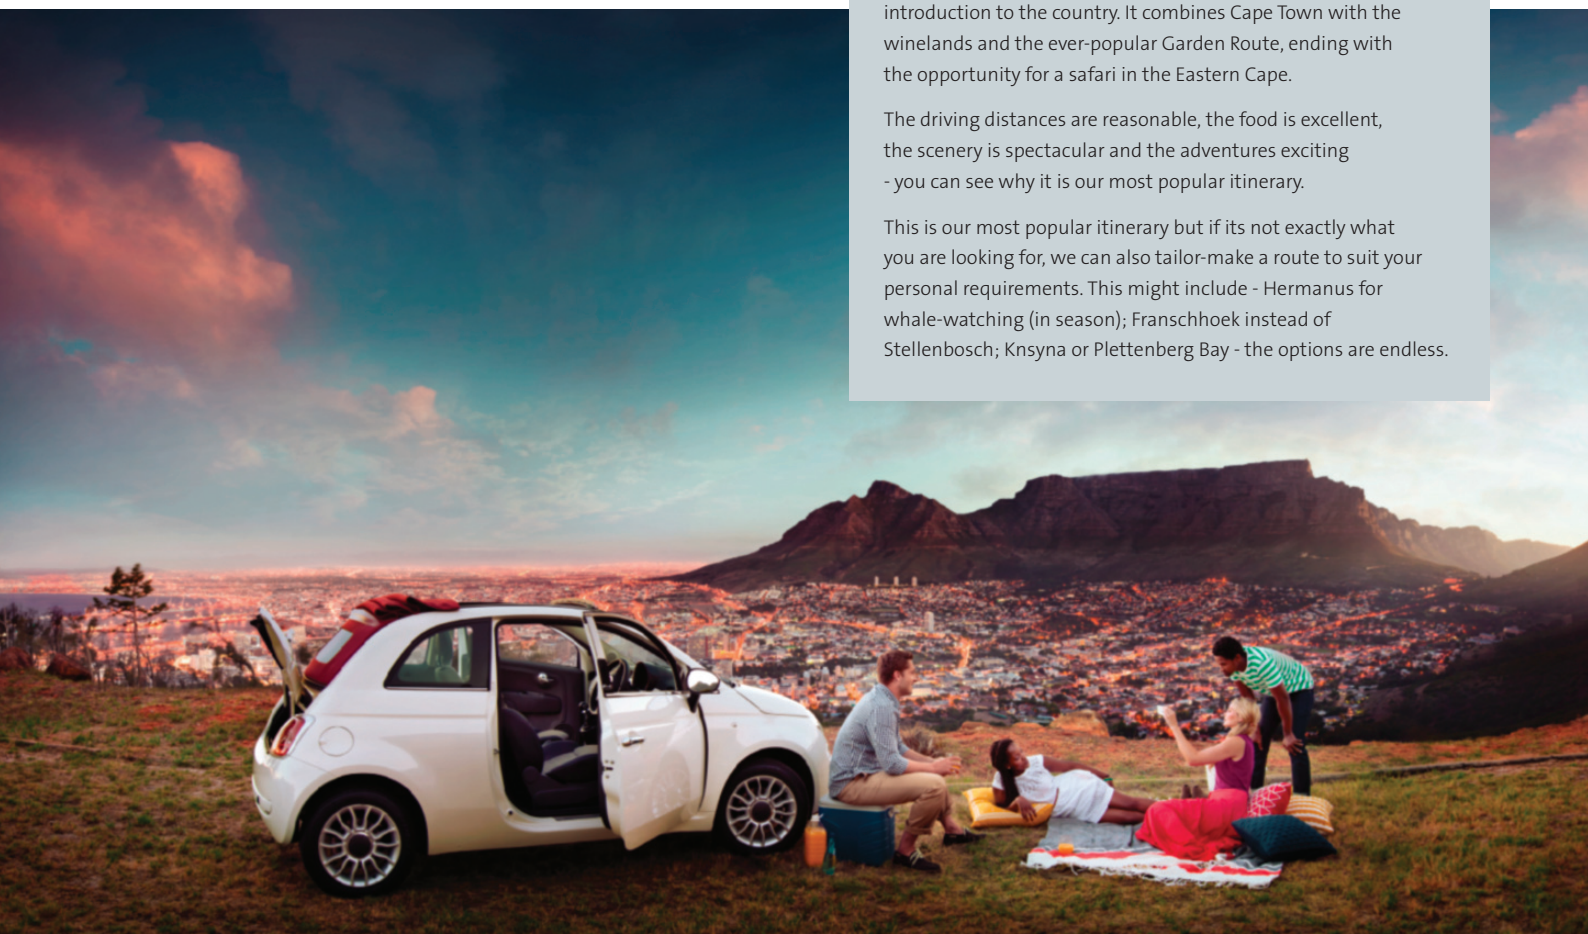 introduction to the country. It combines Cape Town with the
winelands and the ever-popular Garden Route, ending with
the opportunity for a safari in the Eastern Cape.
The driving distances are reasonable, the food is excellent,
the scenery is spectacular and the adventures exciting
- you can see why it is our most popular itinerary.
This is our most popular itinerary but if its not exactly what
you are looking for, we can also tailor-make a route to suit your
personal requirements. This might include - Hermanus for
whale-watching (in season); Franschhoek instead of
Stellenbosch; Knsyna or Plettenberg Bay - the options are endless.